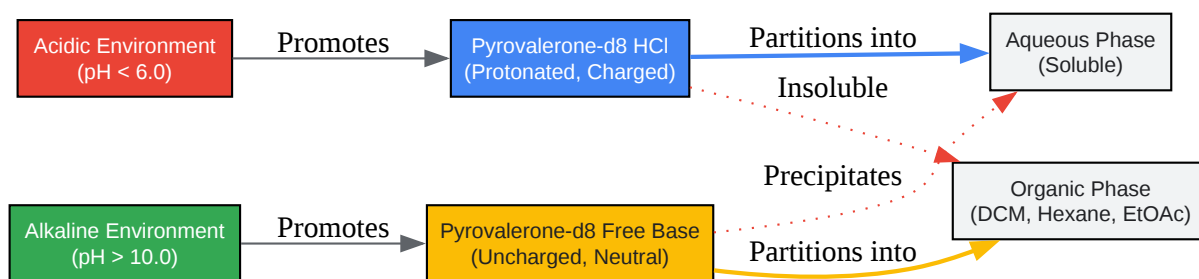 Acidic Environment
(pH < 6.0)
Promotes
Pyrovalerone-d8 HCl
(Protonated, Charged)
Partitions into
Aqueous Phase
(Soluble)
Insoluble
Precipitates
Organic Phase
(DCM, Hexane, EtOAc)
Alkaline Environment
(pH > 10.0)
Promotes
Pyrovalerone-d8 Free Base
(Uncharged, Neutral)
Partitions into